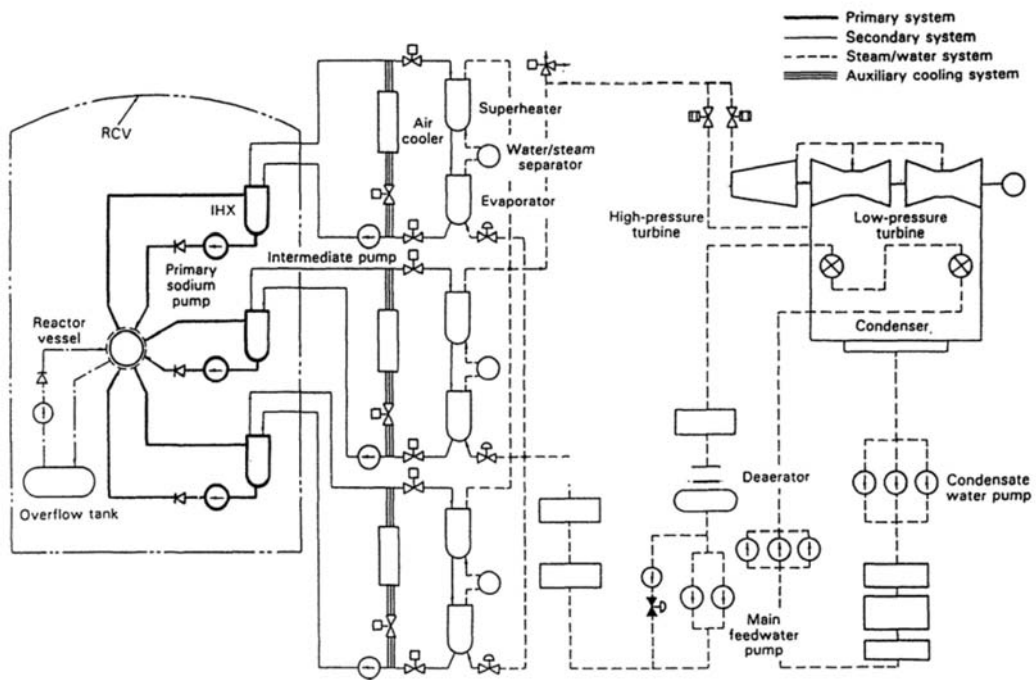 Primary system
Secondary system
Steam/water system
Auxiliary cooling system
RCV
Superheater
Air
cooler
Water/steam
separator
IHX
Evaporator
High-pressure
turbine
Low-pressure
turbine
Intermediate pump
Primary
sodium
pump
Reactor
vessel
Condenser
Overflow tank
Deaerator
Condensate
water pump
Main
feedwater
pump